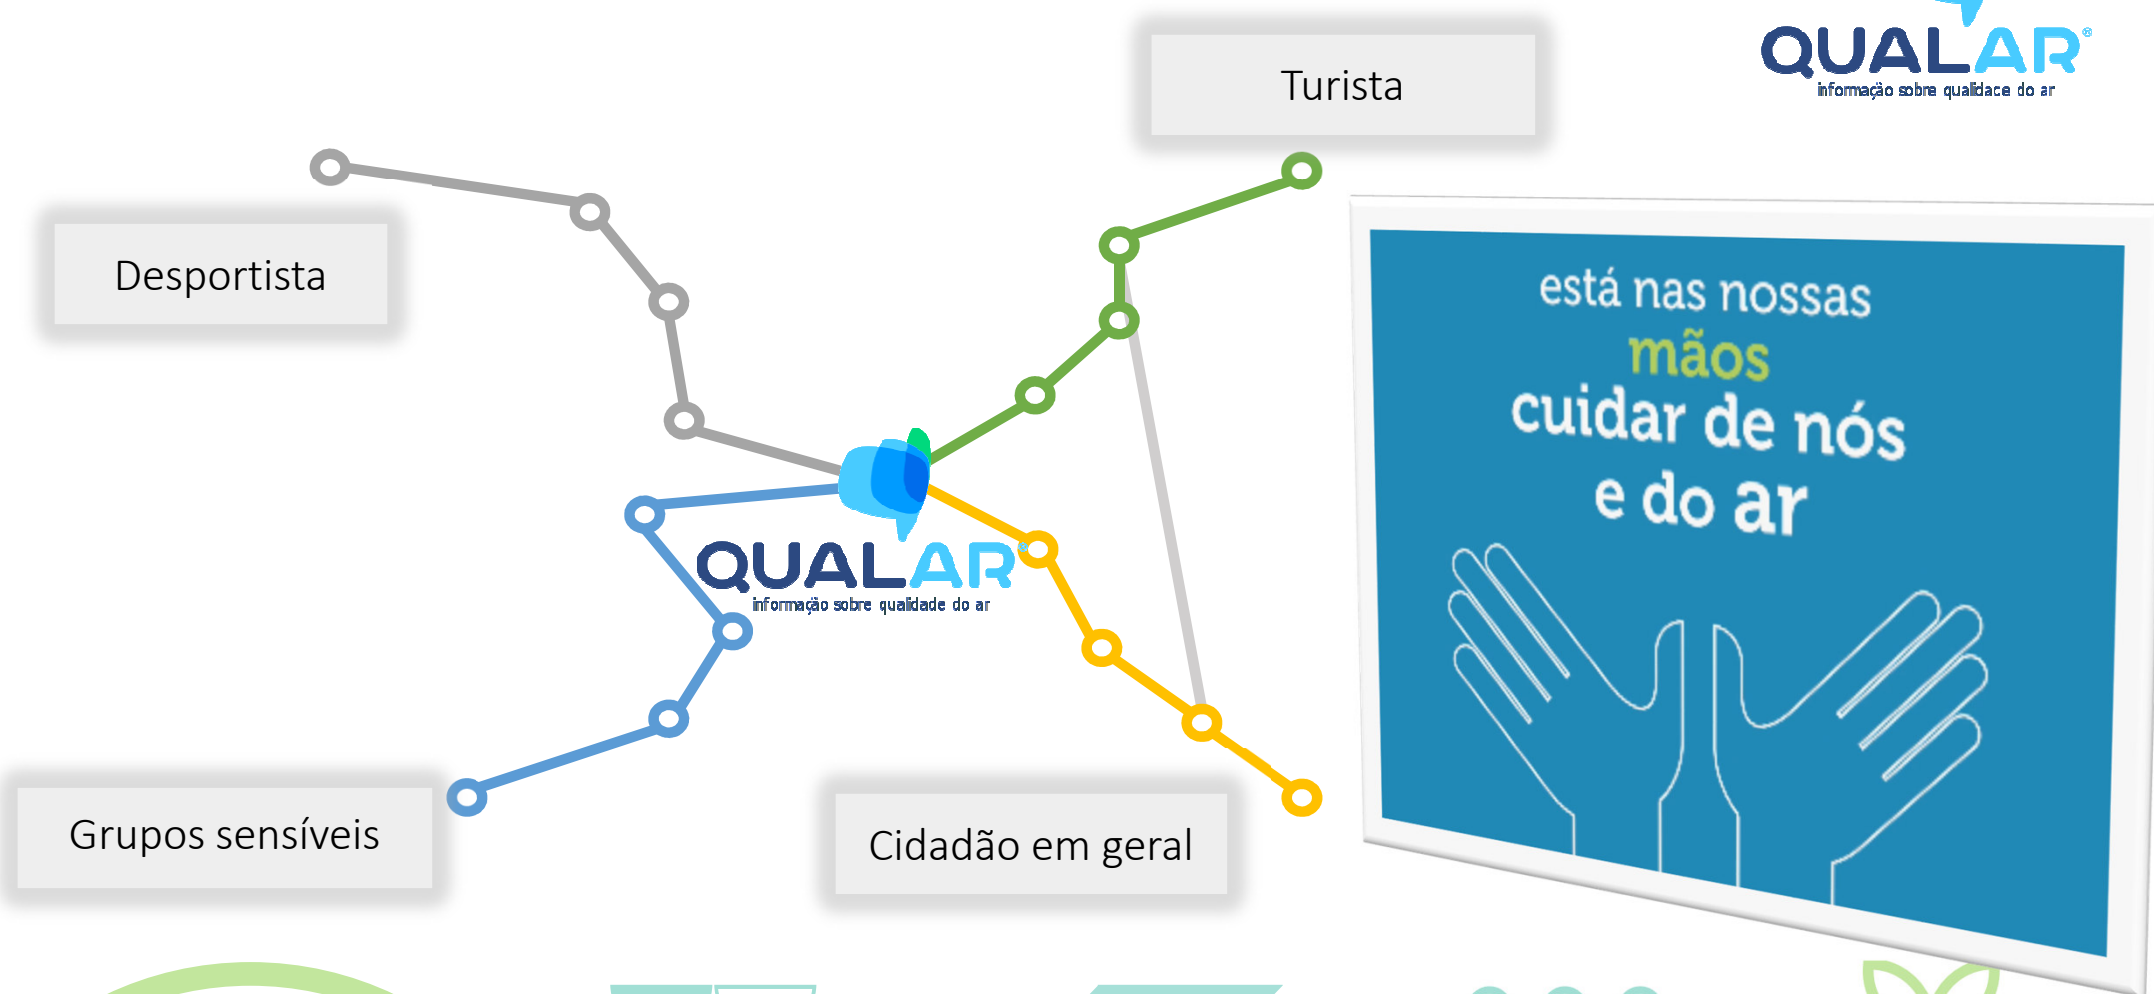 Turista
QUALAR®
informação sobre qualidade do ar
Desportista
está nas nossas
mãos
cuidar de nós
e do ar
QUALAR®
informação sobre qualidade do ar
Grupos sensíveis
Cidadão em geral